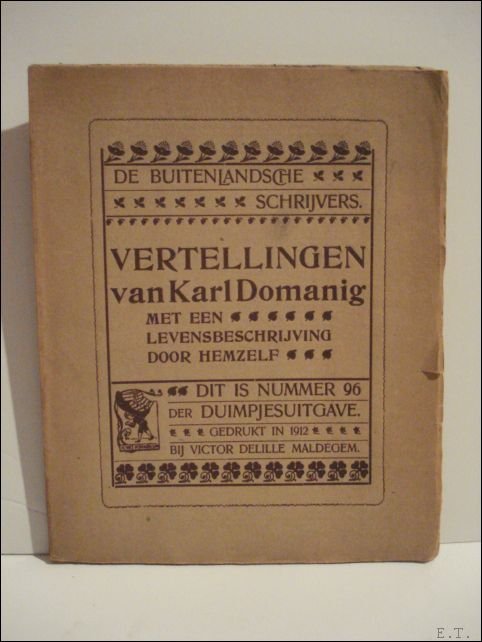 DE BUITENLANDSCHE
SCHRIJVERS.
VERTELLINGEN
van Karl Domanig
MET EEN
LEVENSBESCHRIJVING
DOOR HEMZELF
DIT IS NUMMER 96
DER DUIMPJESUITGAVE.
GEDRUKT IN 1912
BIJ VICTOR DELILLE MALDEGEM.
E.T.